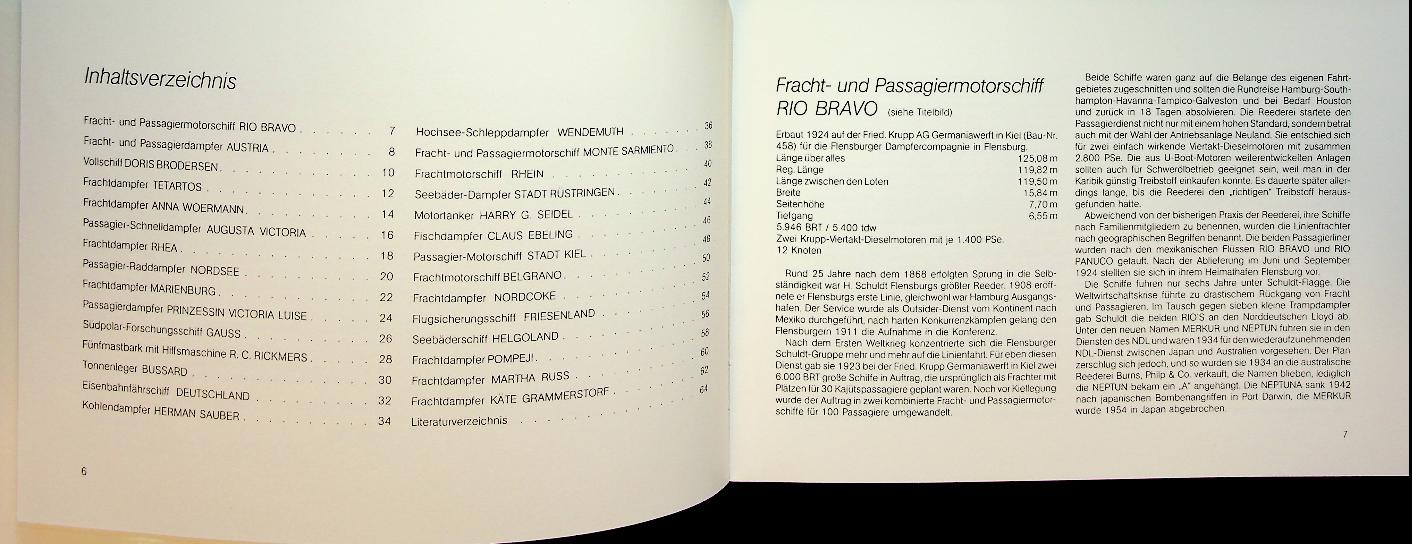 Inhaltsverzeichnis
Fracht- und Passagiermotorschiff RIO BRAVO . . . . . . . 7
Fracht- und Passagierdampfer AUSTRIA . . . . . . . . . 8
Vollschiff DORIS BRODERSEN . . . . . . . . . . . . 10
Frachtdampfer TETARTOS . . . . . . . . . . . . . 12
Frachtdampfer ANNA WOERMANN . . . . . . . . . . 14
Passagier-Schnelldampfer AUGUSTA VICTORIA . . . . . . 16
Frachtdampfer RHEA . . . . . . . . . . . . . . . 18
Passagier-Raddampfer NORDSEE . . . . . . . . . . . 20
Frachtdampfer MARIENBURG . . . . . . . . . . . . 22
Passagierdampfer PRINZESSIN VICTORIA LUISE . . . . . . 24
Südpolar-Forschungsschiff GAUSS . . . . . . . . . . . 26
Fünfmastbark mit Hilfsmaschine R. C. RICKMERS . . . . . . 28
Tonnenleger BUSSARD . . . . . . . . . . . . . . 30
Eisenbahnfährschiff DEUTSCHLAND . . . . . . . . . . 32
Kohlendampfer HERMAN SAUBER . . . . . . . . . . . 34
Hochsee-Schleppdampfer WENDEMUTH . . . . . . . 36
Fracht- und Passagiermotorschiff MONTE SARMIENTO . . . 38
Frachtmotorschiff RHEIN . . . . . . . . . . . . . 40
Seebäder-Dampfer STADT RÜSTRINGEN . . . . . . . . 42
Motortanker HARRY G. SEIDEL . . . . . . . . . . . 44
Fischdampfer CLAUS EBELING . . . . . . . . . . . 46
Passagier-Motorschiff STADT KIEL . . . . . . . . . . 48
Frachtmotorschiff BELGRANO . . . . . . . . . . . 50
Frachtdampfer NORDCOKE . . . . . . . . . . . . 52
Flugsicherungsschiff FRIESENLAND . . . . . . . . . 54
Seebäderschiff HELGOLAND . . . . . . . . . . . . 56
Frachtdampfer POMPEJI . . . . . . . . . . . . . 58
Frachtdampfer MARTHA RUSS . . . . . . . . . . . 60
Frachtdampfer KÄTE GRAMMERSTORF . . . . . . . . 62
Literaturverzeichnis . . . . . . . . . . . . . . 64
6
Fracht- und Passagiermotorschiff
RIO BRAVO (siehe Titelbild)
Erbaut 1924 auf der Fried. Krupp AG Germaniawerft in Kiel (Bau-Nr.
458) für die Flensburger Dampfercompagnie in Flensburg.
Länge über alles 125,08 m
Reg. Länge 119,82 m
Länge zwischen den Loten 119,50 m
Breite 15,84 m
Seitenhöhe 7,70 m
Tiefgang 6,55 m
5.946 BRT / 5.400 tdw
Zwei Krupp-Viertakt-Dieselmotoren mit je 1.400 PSe.
12 Knoten
Rund 25 Jahre nach dem 1868 erfolgten Sprung in die Selb-
ständigkeit war H. Schuldt Flensburgs größter Reeder. 1908 eröff-
nete er Flensburgs erste Linie, gleichwohl war Hamburg Ausgangs-
hafen. Der Service wurde als Outsider-Dienst vom Kontinent nach
Mexiko durchgeführt, nach harten Konkurrenzkämpfen gelang den
Flensburgern 1911 die Aufnahme in die Konferenz.
Nach dem Ersten Weltkrieg konzentrierte sich die Flensburger
Schuldt-Gruppe mehr und mehr auf die Linienfahrt. Für eben diesen
Dienst gab sie 1923 bei der Fried. Krupp Germaniawerft in Kiel zwei
6.000 BRT große Schiffe in Auftrag, die ursprünglich als Frachter mit
Plätzen für 30 Kajütspassagiere geplant waren. Noch vor Kiellegung
wurde der Auftrag in zwei kombinierte Fracht- und Passagiermotor-
schiffe für 100 Passagiere umgewandelt.
Beide Schiffe waren ganz auf die Belange des eigenen Fahrt-
gebietes zugeschnitten und sollten die Rundreise Hamburg-South-
hampton-Havanna-Tampico-Galveston und bei Bedarf Houston
und zurück in 18 Tagen absolvieren. Die Reederei startete den
Passagierdienst nicht nur mit einem hohen Standard, sondern betrat
auch mit der Wahl der Antriebsanlage Neuland. Sie entschied sich
für zwei einfach wirkende Viertakt-Dieselmotoren mit zusammen
2.800 PSe. Die aus U-Boot-Motoren weiterentwickelten Anlagen
sollten auch für Schwerölbetrieb geeignet sein, weil man in der
Karibik günstig Treibstoff einkaufen konnte. Es dauerte später aller-
dings lange, bis die Reederei den „richtigen" Treibstoff heraus-
gefunden hatte.
Abweichend von der bisherigen Praxis der Reederei, ihre Schiffe
nach Familienmitgliedern zu benennen, wurden die Linienfrachter
nach geographischen Begriffen benannt. Die beiden Passagierliner
wurden nach den mexikanischen Flüssen RIO BRAVO und RIO
PANUCO getauft. Nach der Ablieferung im Juni und September
1924 stellten sie sich in ihrem Heimathafen Flensburg vor.
Die Schiffe fuhren nur sechs Jahre unter Schuldt-Flagge. Die
Weltwirtschaftskrise führte zu drastischem Rückgang von Fracht
und Passagieren. Im Tausch gegen sieben kleine Trampdampfer
gab Schuldt die beiden RIO'S an den Norddeutschen Lloyd ab.
Unter den neuen Namen MERKUR und NEPTUN fuhren sie in den
Diensten des NDL und waren 1934 für den wiederaufzunehmenden
NDL-Dienst zwischen Japan und Australien vorgesehen. Der Plan
zerschlug sich jedoch, und so wurden sie 1934 an die australische
Reederei Burns, Philp & Co. verkauft, die Namen blieben, lediglich
die NEPTUN bekam ein „A" angehängt. Die NEPTUNA sank 1942
nach japanischen Bombenangriffen in Port Darwin, die MERKUR
wurde 1954 in Japan abgebrochen.
7